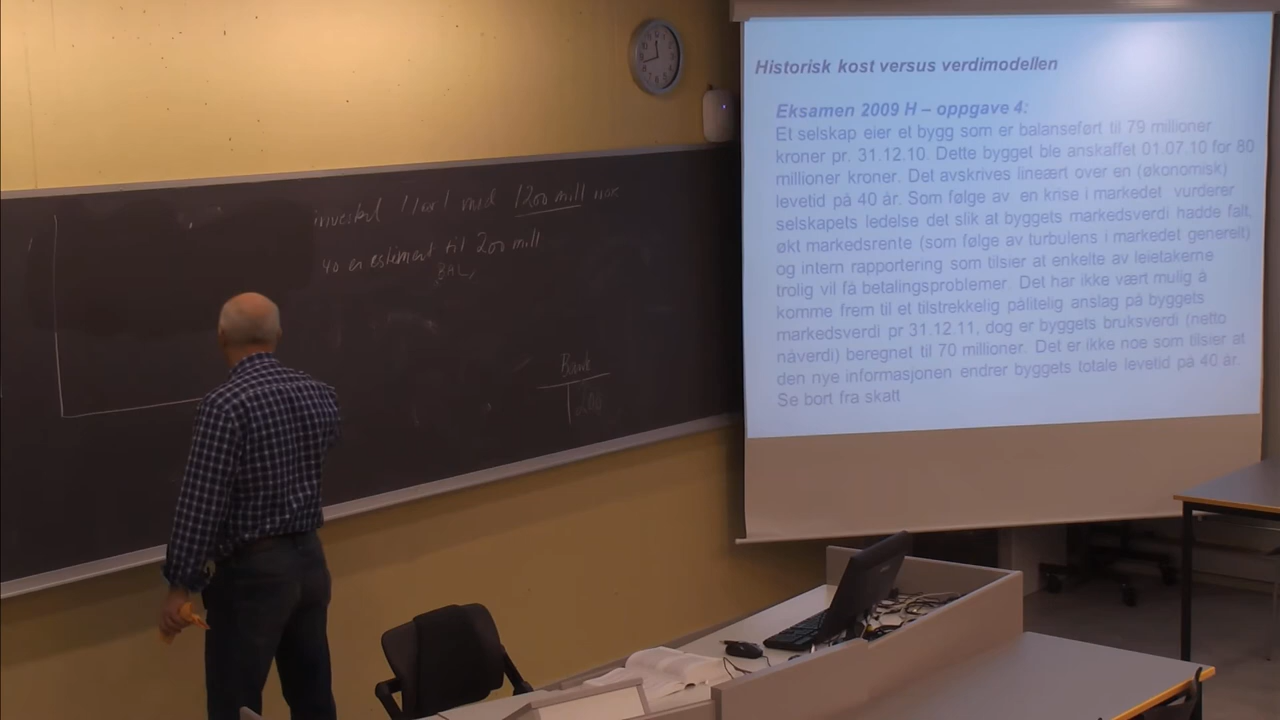 investert 1 for 1 med 1200 mill
40 er estimert til 200 mill
BAL
Bank
200
Historisk kost versus verdimodellen
Eksamen 2009 H – oppgave 4:
Et selskap eier et bygg som er balanseført til 79 millioner
kroner pr. 31.12.10. Dette bygget ble anskaffet 01.07.10 for 80
millioner kroner. Det avskrives lineært over en (økonomisk)
levetid på 40 år. Som følge av en krise i markedet vurderer
selskapets ledelse det slik at byggets markedsverdi hadde falt,
økt markedsrente (som følge av turbulens i markedet generelt)
og intern rapportering som tilsier at enkelte av leietakerne
trolig vil få betalingsproblemer. Det har ikke vært mulig å
komme frem til et tilstrekkelig pålitelig anslag på byggets
markedsverdi pr 31.12.11, dog er byggets bruksverdi (netto
nåverdi) beregnet til 70 millioner. Det er ikke noe som tilsier at
den nye informasjonen endrer byggets totale levetid på 40 år.
Se bort fra skatt